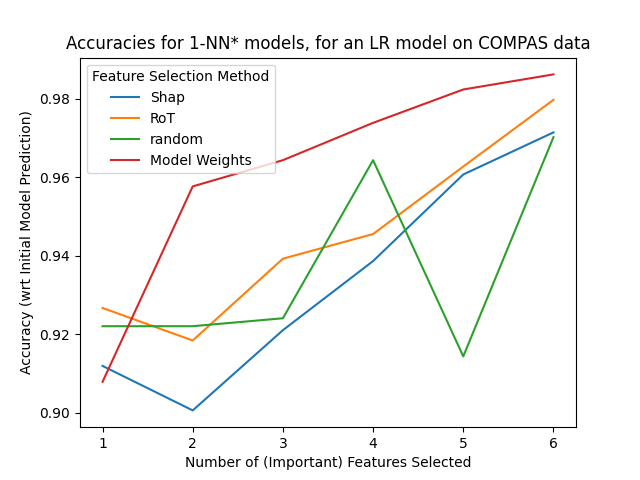 Accuracies for 1-NN* models, for an LR model on COMPAS data
Feature Selection Method
Shap
RoT
random
Model Weights
0.98
0.96
0.94
0.92
0.90
Accuracy (wrt Initial Model Prediction)
1 2 3 4 5 6
Number of (Important) Features Selected